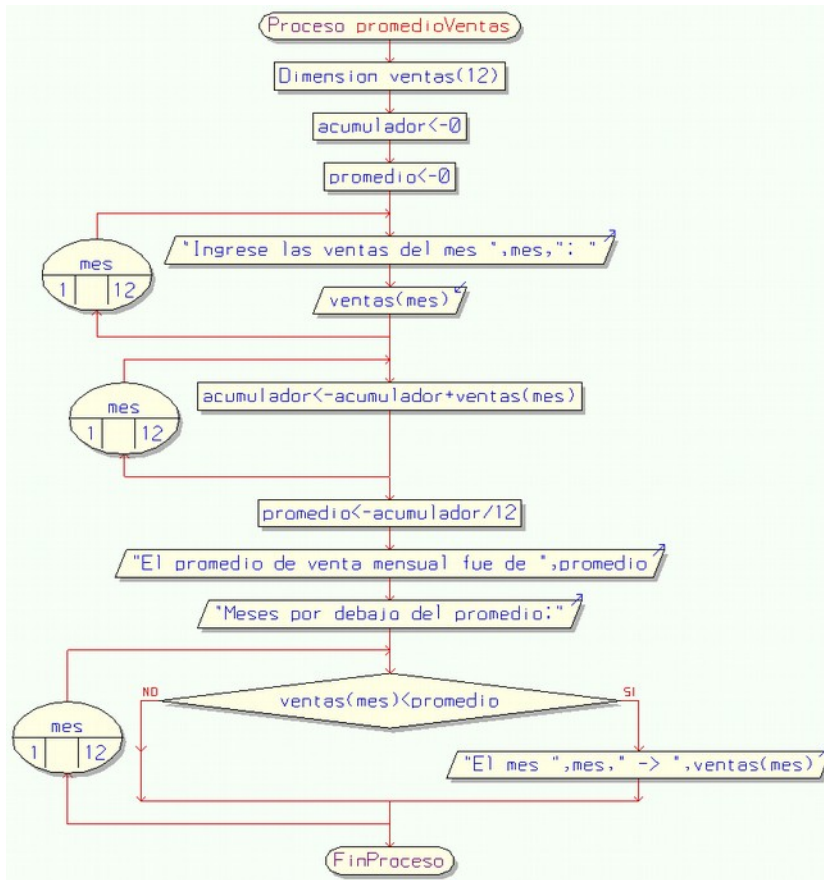 Proceso promedioVentas
Dimension ventas(12)
acumulador<-0
promedio<-0
"Ingrese las ventas del mes ",mes,": "
mes
1 12
ventas(mes)
acumulador<-acumulador+ventas(mes)
mes
1 12
promedio<-acumulador/12
"El promedio de venta mensual fue de ",promedio
"Meses por debajo del promedio:"
NO
SI
ventas(mes)<promedio
mes
1 12
"El mes ",mes," -> ",ventas(mes)
FinProceso